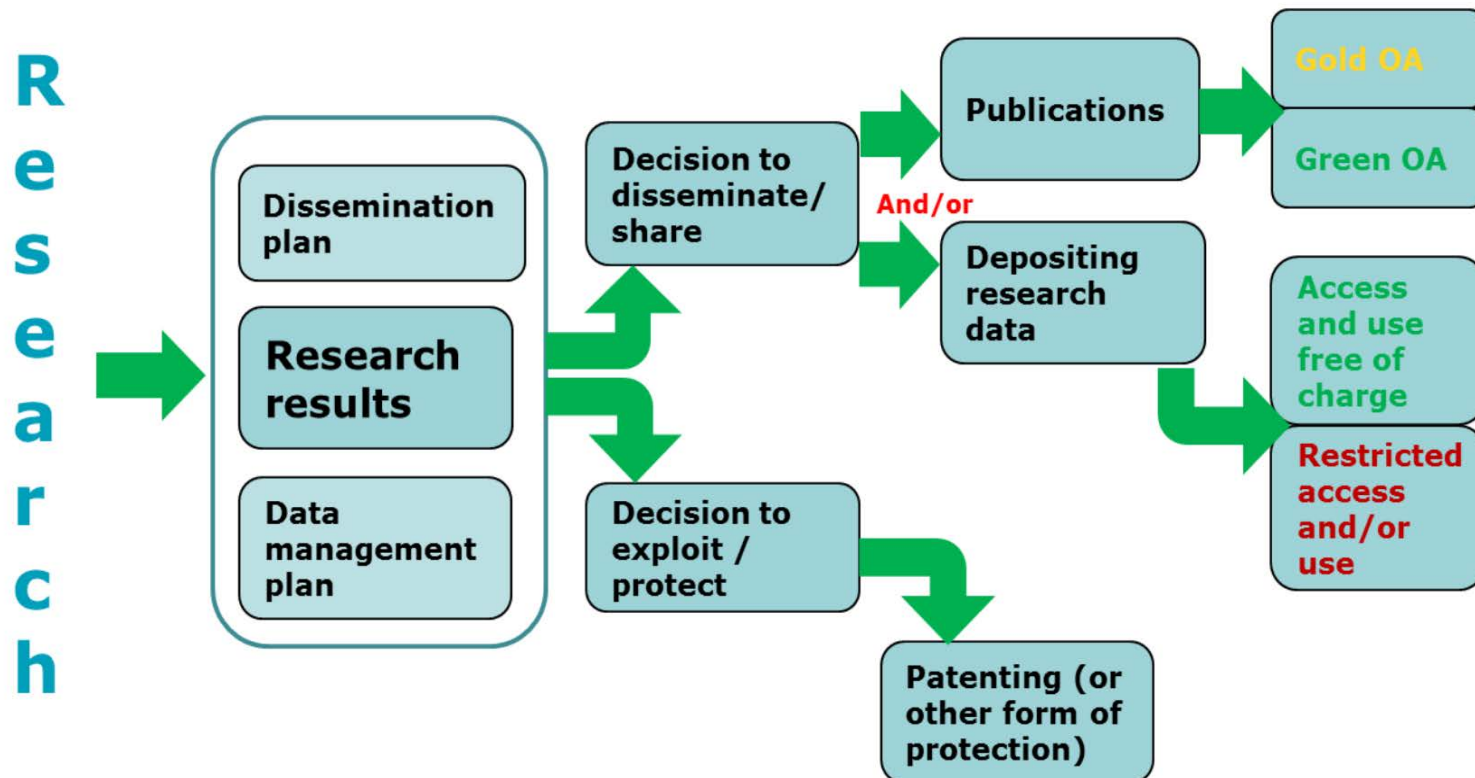 Research
Dissemination
plan
Research
results
Data
management
plan
Decision to
disseminate/
share
And/or
Decision to
exploit /
protect
Publications
Depositing
research
data
Patenting (or
other form of
protection)
Gold OA
Green OA
Access
and use
free of
charge
Restricted
access
and/or
use